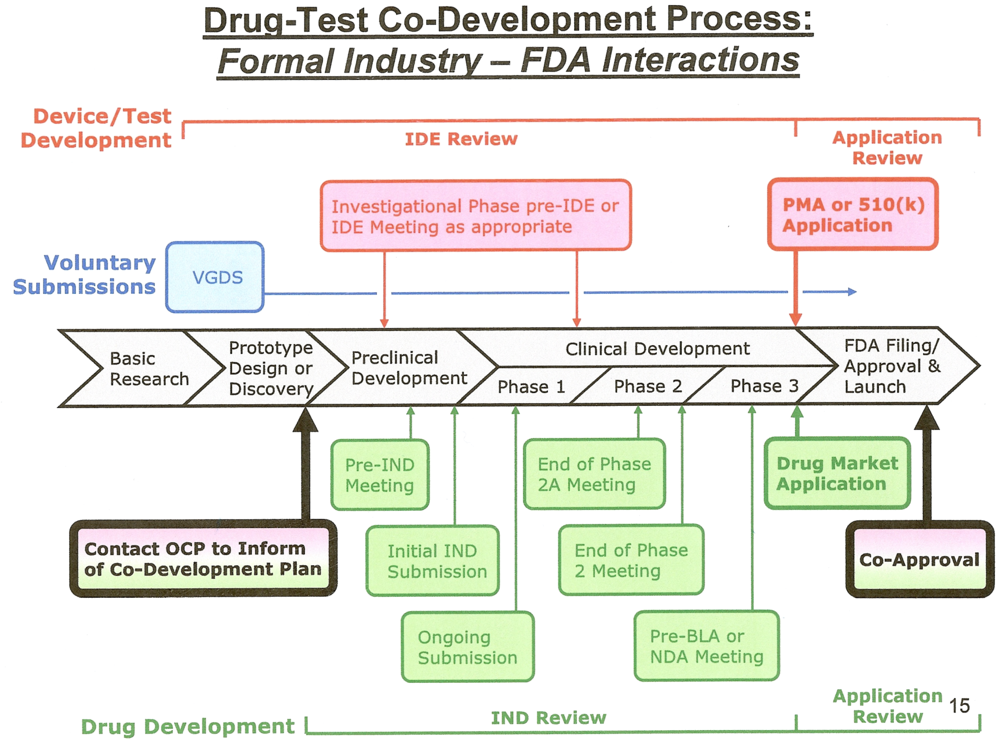 Drug-Test Co-Development Process:
Formal Industry – FDA Interactions
Device/Test
Development
IDE Review
Application
Review
Investigational Phase pre-IDE or
IDE Meeting as appropriate
PMA or 510(k)
Application
Voluntary
Submissions
VGDS
Basic
Research
Prototype
Design or
Discovery
Preclinical
Development
Clinical Development
Phase 1
Phase 2
Phase 3
FDA Filing/
Approval &
Launch
Pre-IND
Meeting
End of Phase
2A Meeting
Drug Market
Application
Contact OCP to Inform
of Co-Development Plan
Initial IND
Submission
End of Phase
2 Meeting
Co-Approval
Ongoing
Submission
Pre-BLA or
NDA Meeting
Drug Development
IND Review
Application
Review
15